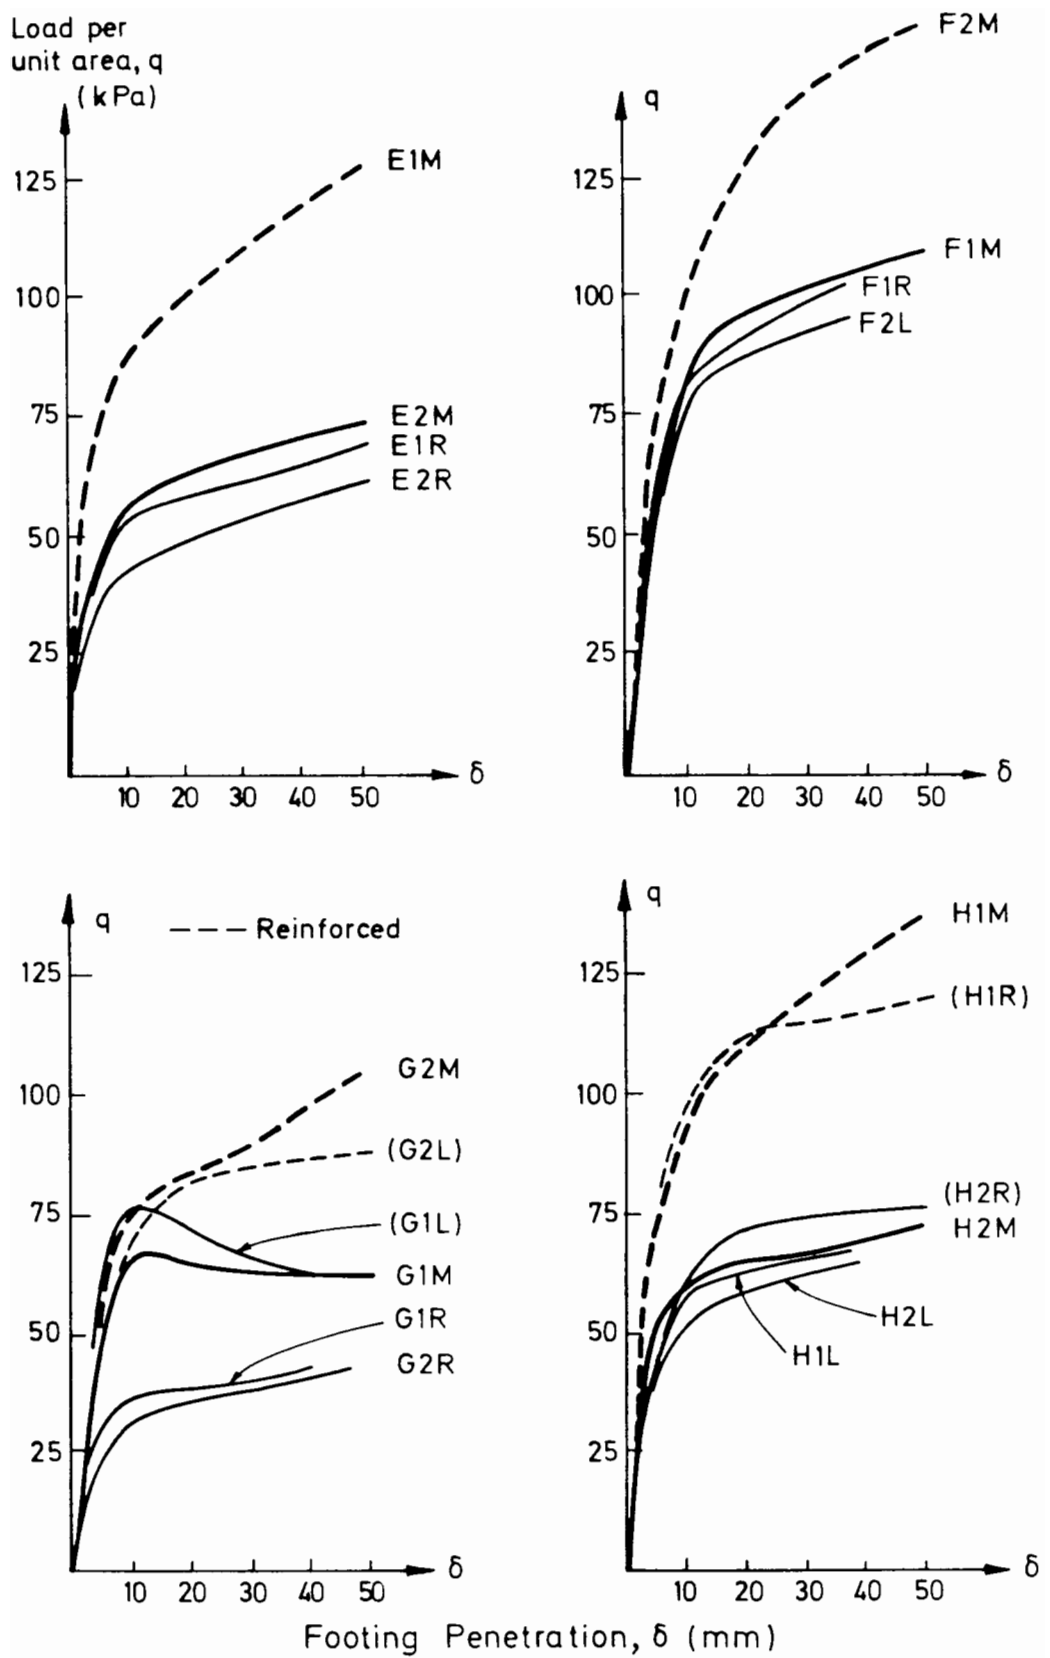 Load per
unit area, q
(kPa)
125
100
75
50
25
E1M
E2M
E1R
E2R
10 20 30 40 50
δ
q
125
100
75
50
25
F2M
F1M
F1R
F2L
10 20 30 40 50
δ
q
--- Reinforced
125
100
75
50
25
G2M
(G2L)
(G1L)
G1M
G1R
G2R
10 20 30 40 50
δ
q
125
100
75
50
25
H1M
(H1R)
(H2R)
H2M
H2L
H1L
10 20 30 40 50
δ
Footing Penetration, δ (mm)